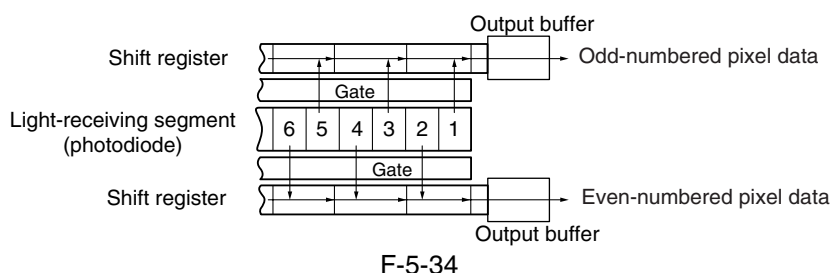 Output buffer
Shift register
Odd-numbered pixel data
Gate
Light-receiving segment
(photodiode)
6 5 4 3 2 1
Gate
Shift register
Even-numbered pixel data
Output buffer
F-5-34